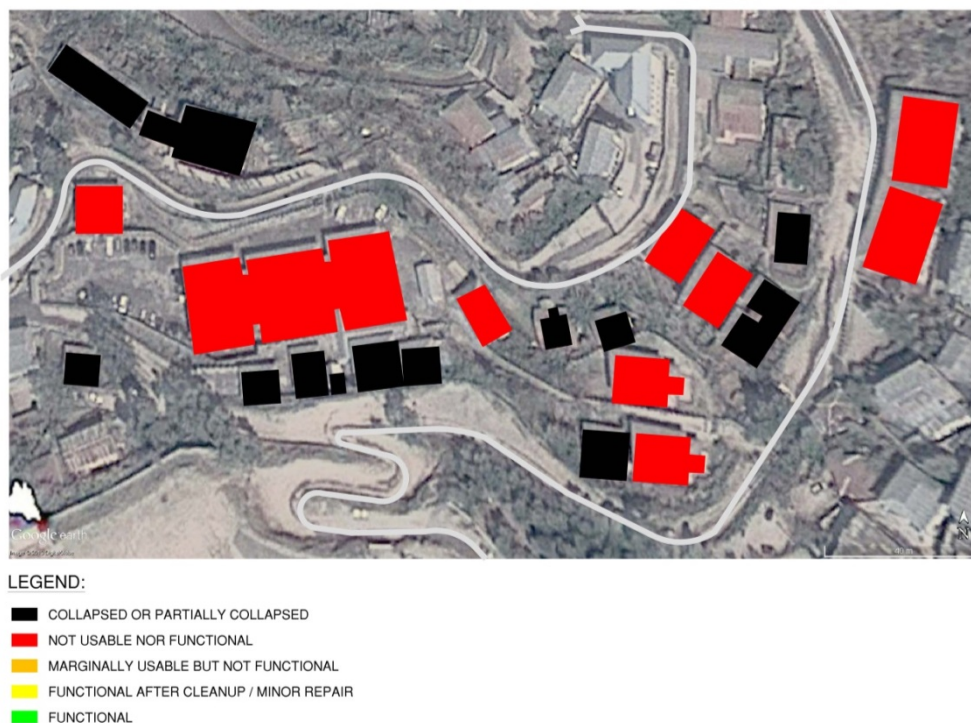 Google earth
40 m
LEGEND:
COLLAPSED OR PARTIALLY COLLAPSED
NOT USABLE NOR FUNCTIONAL
MARGINALLY USABLE BUT NOT FUNCTIONAL
FUNCTIONAL AFTER CLEANUP / MINOR REPAIR
FUNCTIONAL